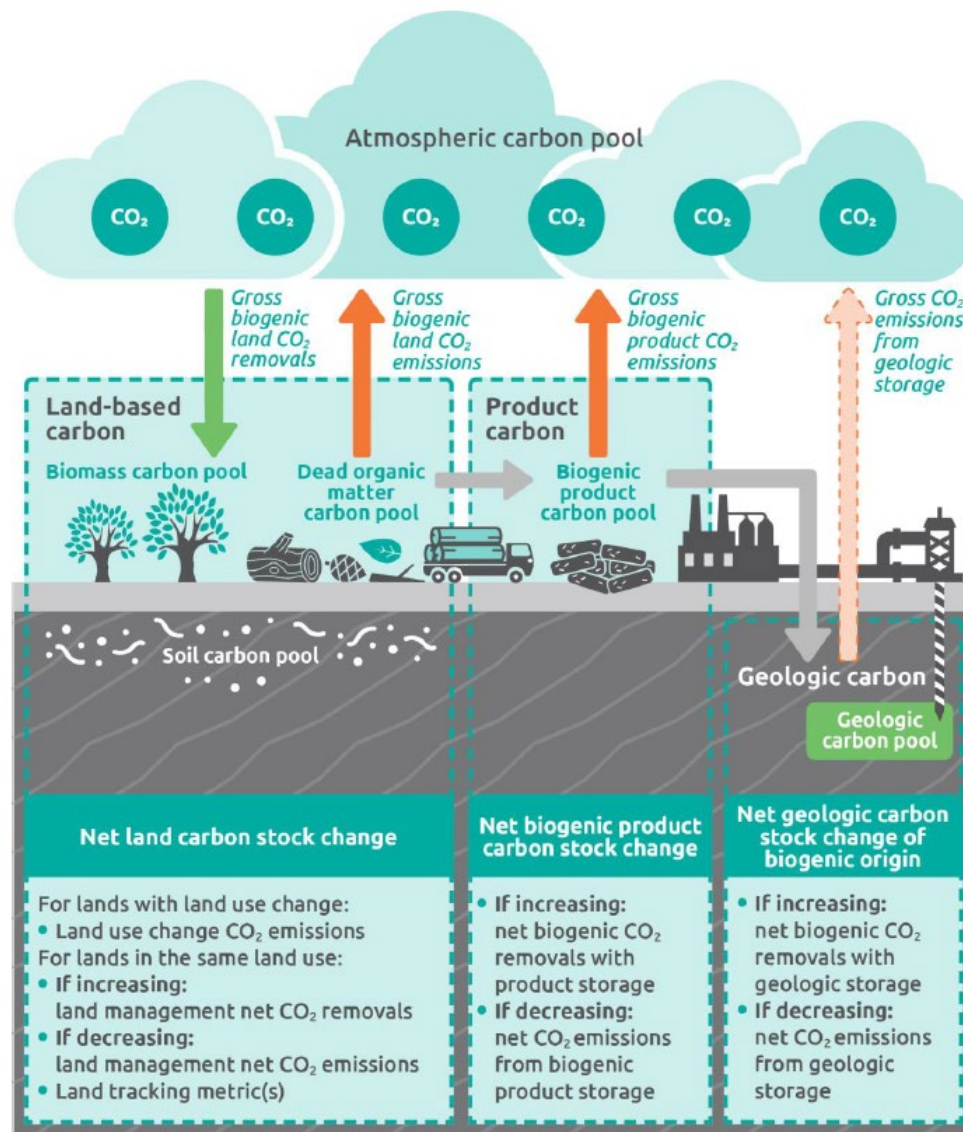 Atmospheric carbon pool
CO₂
CO₂
CO₂
CO₂
CO₂
CO₂
Gross
biogenic
land CO₂
removals
Gross
biogenic
land CO₂
emissions
Gross
biogenic
product CO₂
emissions
Gross CO₂
emissions
from
geologic
storage
Land-based
carbon
Biomass carbon pool
Dead organic
matter
carbon pool
Product
carbon
Biogenic
product
carbon pool
Soil carbon pool
Geologic carbon
Geologic
carbon pool
Net land carbon stock change
For lands with land use change:
• Land use change CO₂ emissions
For lands in the same land use:
• If increasing:
land management net CO₂ removals
• If decreasing:
land management net CO₂ emissions
• Land tracking metric(s)
Net biogenic product
carbon stock change
• If increasing:
net biogenic CO₂
removals with
product storage
• If decreasing:
net CO₂ emissions
from biogenic
product storage
Net geologic carbon
stock change of
biogenic origin
• If increasing:
net biogenic CO₂
removals with
geologic storage
• If decreasing:
net CO₂ emissions
from geologic
storage